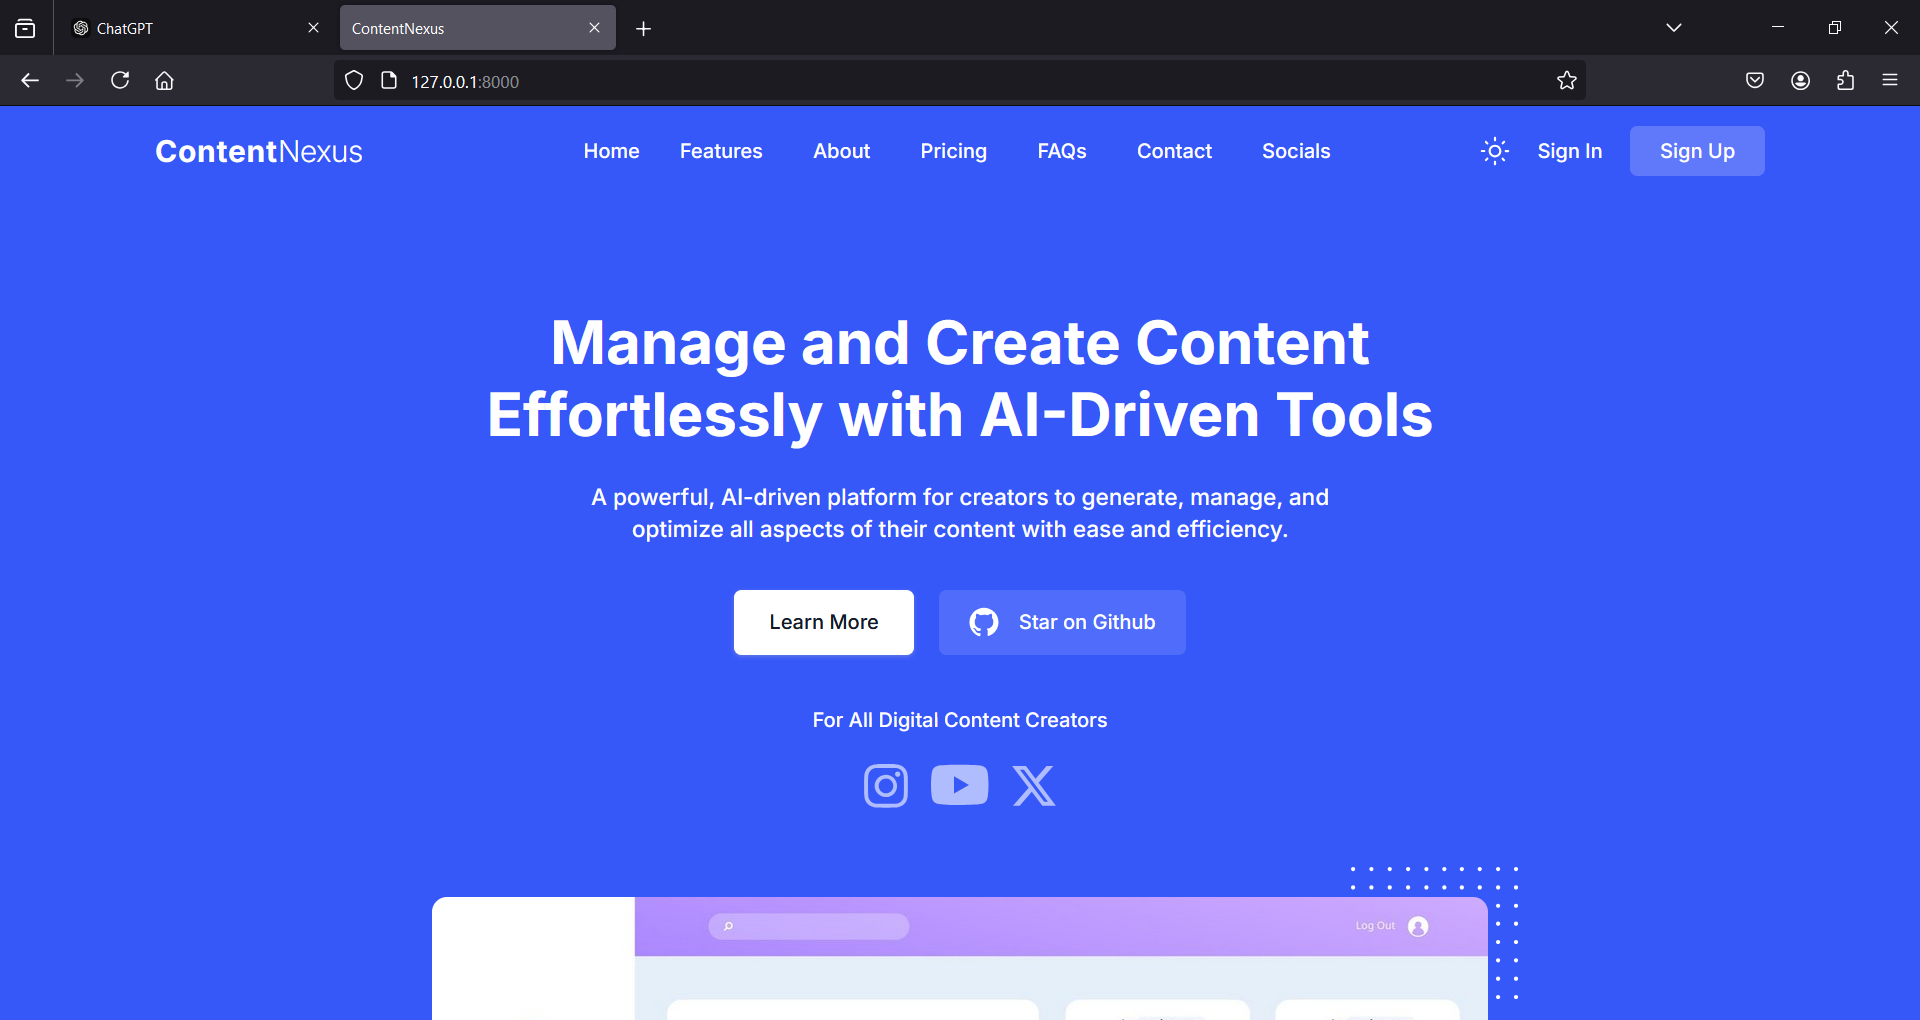 ChatGPT
ContentNexus
127.0.0.1:8000
ContentNexus
Home
Features
About
Pricing
FAQs
Contact
Socials
Sign In
Sign Up
Manage and Create Content
Effortlessly with AI-Driven Tools
A powerful, AI-driven platform for creators to generate, manage, and
optimize all aspects of their content with ease and efficiency.
Learn More
Star on Github
For All Digital Content Creators
Log Out